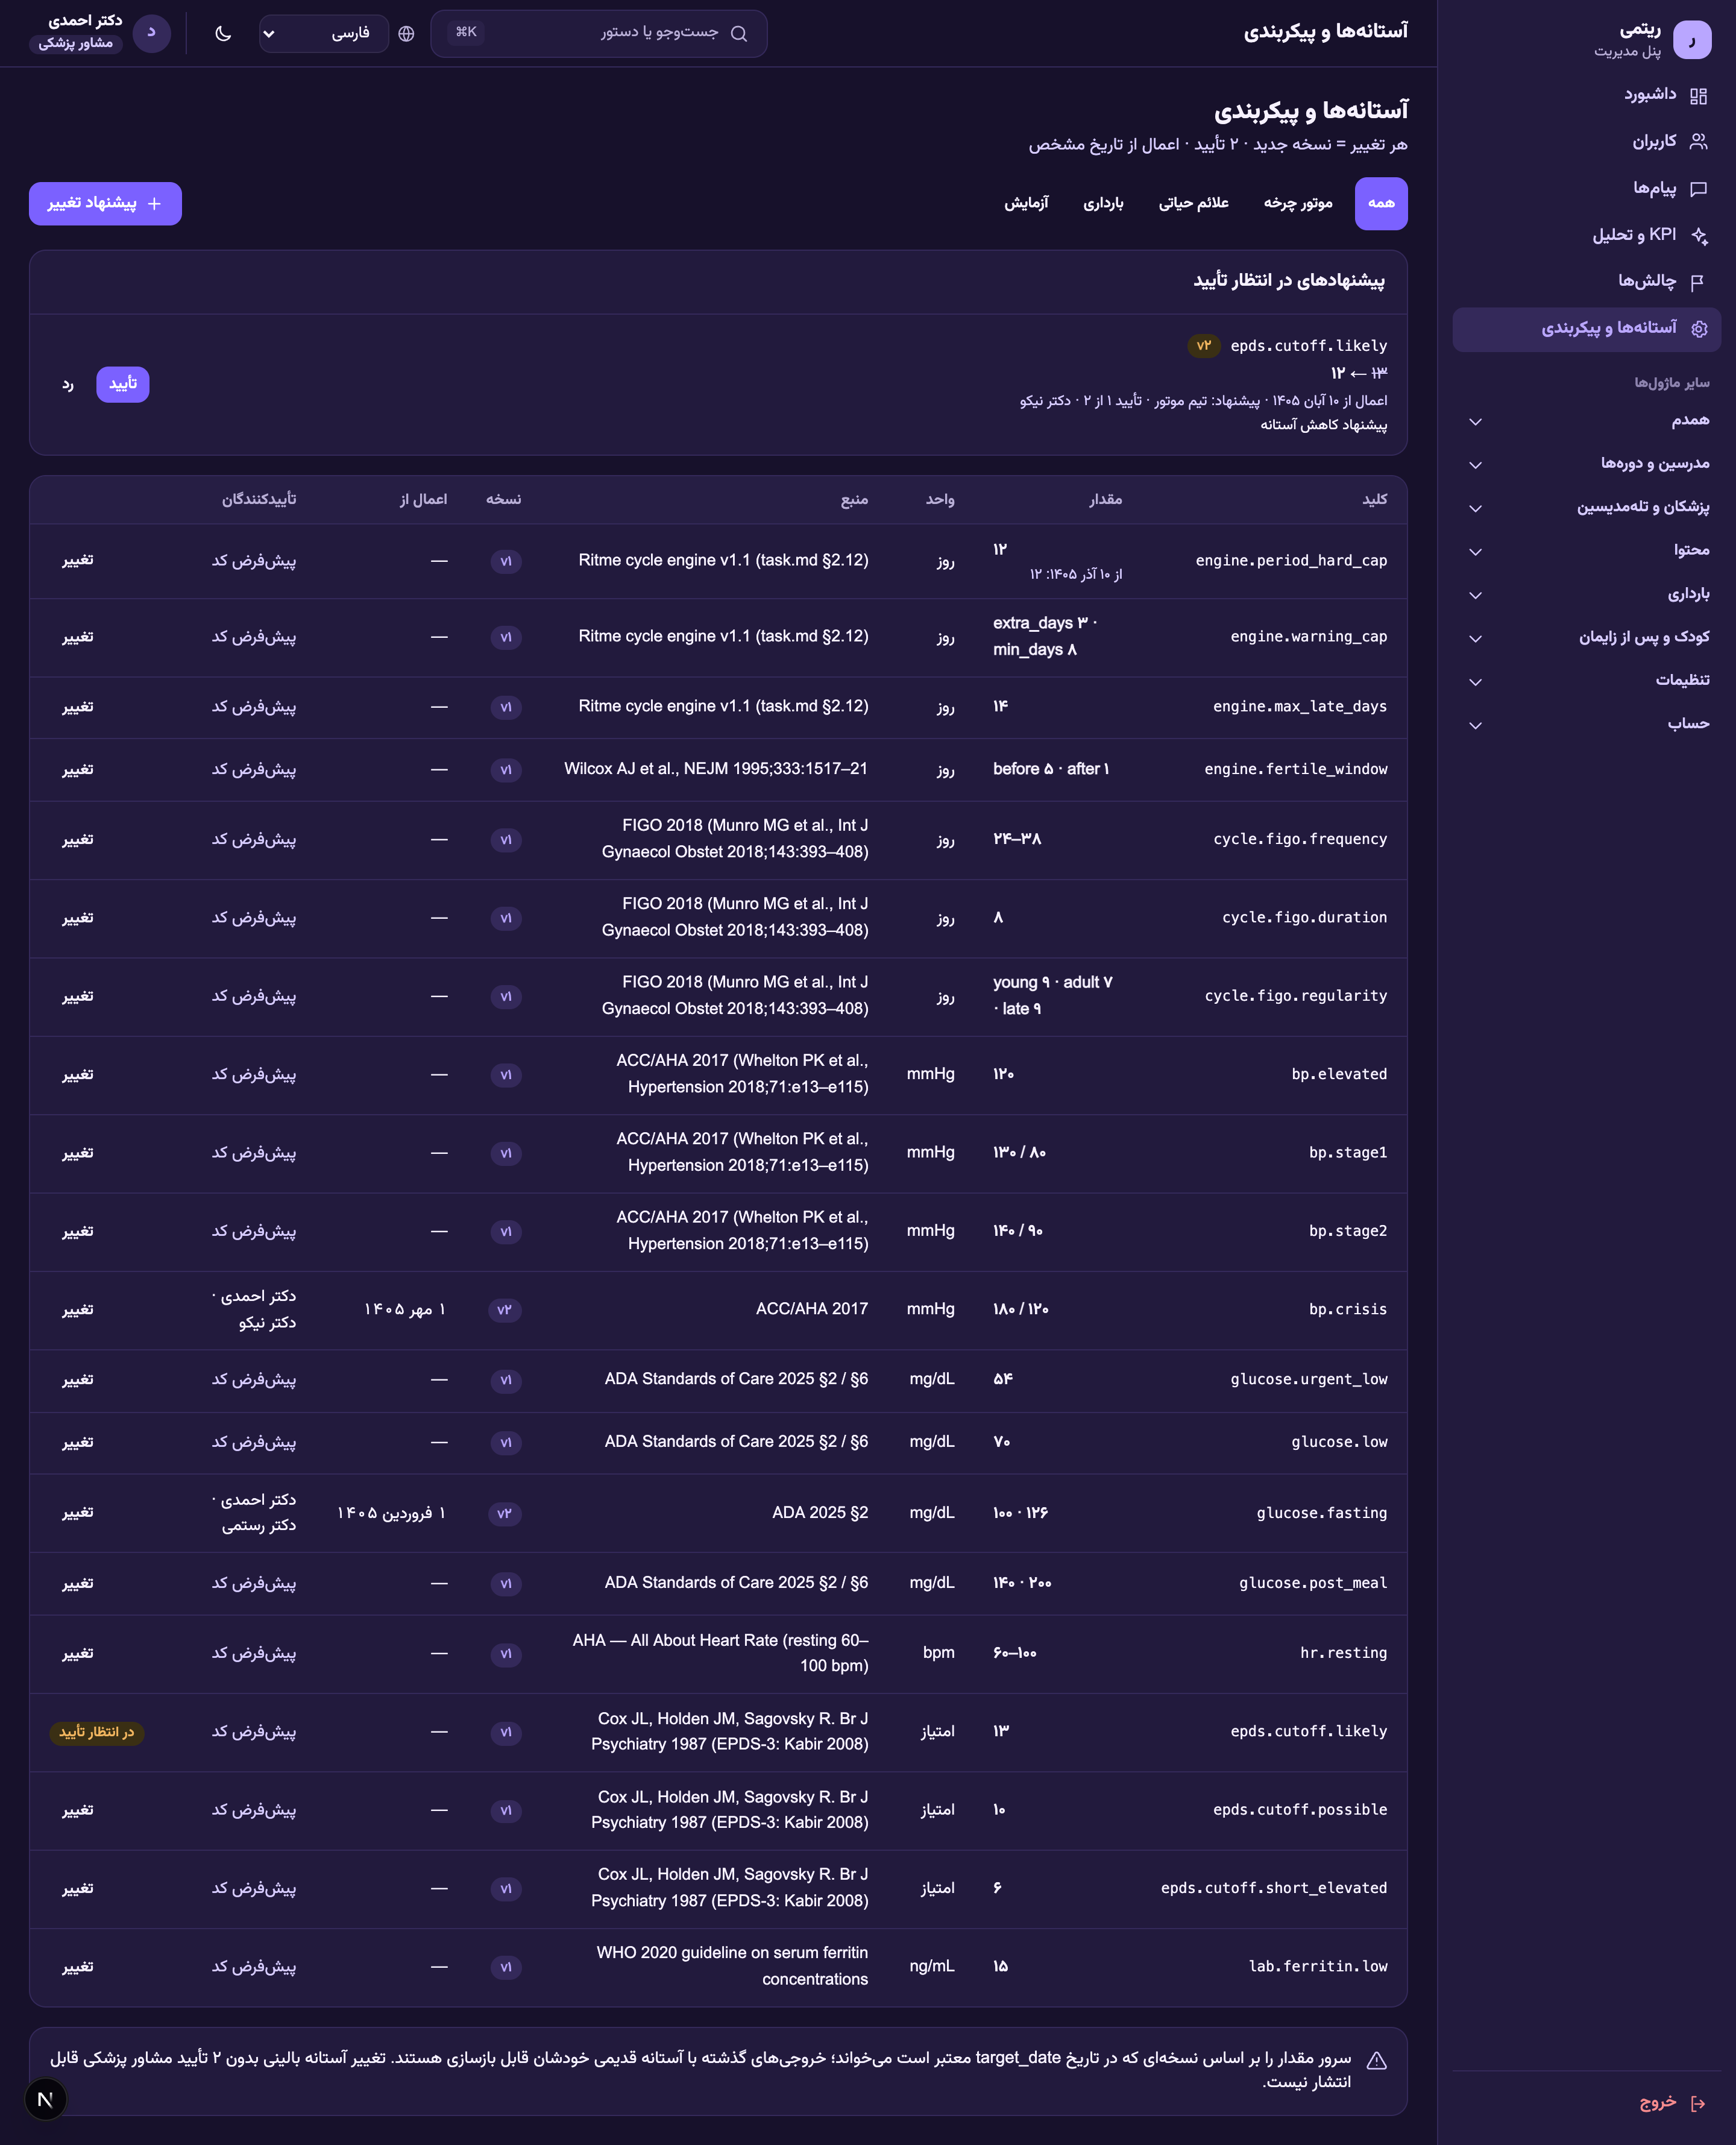 ر
ریتمی
پنل مدیریت
داشبورد
کاربران
پیام‌ها
KPI و تحلیل
چالش‌ها
آستانه‌ها و پیکربندی
سایر ماژول‌ها
همدم
مدرسین و دوره‌ها
پزشکان و تله‌مدیسین
محتوا
بارداری
کودک و پس از زایمان
تنظیمات
حساب
خروج
آستانه‌ها و پیکربندی
جست‌وجو یا دستور
⌘K
فارسی
د
دکتر احمدی
مشاور پزشکی
آستانه‌ها و پیکربندی
هر تغییر = نسخه جدید · ۲ تأیید · اعمال از تاریخ مشخص
همه
موتور چرخه
علائم حیاتی
بارداری
آزمایش
+ پیشنهاد تغییر
پیشنهادهای در انتظار تأیید
epds.cutoff.likely v۲
۱۳ ← ۱۲
اعمال از ۱۰ آبان ۱۴۰۵ · پیشنهاد: تیم موتور · تأیید ۱ از ۲ · دکتر نیکو
پیشنهاد کاهش آستانه
تأیید
رد
کلید مقدار واحد منبع نسخه اعمال از تأییدکنندگان
engine.period_hard_cap ۱۲ روز Ritme cycle engine v1.1 (task.md §2.12) v۱ — پیش‌فرض کد تغییر
از ۱۰ آذر ۱۴۰۵: ۱۲
engine.warning_cap extra_days ۳ · روز Ritme cycle engine v1.1 (task.md §2.12) v۱ — پیش‌فرض کد تغییر
min_days ۸
engine.max_late_days ۱۴ روز Ritme cycle engine v1.1 (task.md §2.12) v۱ — پیش‌فرض کد تغییر
engine.fertile_window before ۵ · after ۱ روز Wilcox AJ et al., NEJM 1995;333:1517–21 v۱ — پیش‌فرض کد تغییر
cycle.figo.frequency ۲۴–۳۸ روز FIGO 2018 (Munro MG et al., Int J v۱ — پیش‌فرض کد تغییر
Gynaecol Obstet 2018;143:393–408)
cycle.figo.duration ۸ روز FIGO 2018 (Munro MG et al., Int J v۱ — پیش‌فرض کد تغییر
Gynaecol Obstet 2018;143:393–408)
cycle.figo.regularity young ۹ · adult ۷ روز FIGO 2018 (Munro MG et al., Int J v۱ — پیش‌فرض کد تغییر
· late ۹ Gynaecol Obstet 2018;143:393–408)
bp.elevated ۱۲۰ mmHg ACC/AHA 2017 (Whelton PK et al., v۱ — پیش‌فرض کد تغییر
Hypertension 2018;71:e13–e115)
bp.stage1 ۱۳۰ / ۸۰ mmHg ACC/AHA 2017 (Whelton PK et al., v۱ — پیش‌فرض کد تغییر
Hypertension 2018;71:e13–e115)
bp.stage2 ۱۴۰ / ۹۰ mmHg ACC/AHA 2017 (Whelton PK et al., v۱ — پیش‌فرض کد تغییر
Hypertension 2018;71:e13–e115)
bp.crisis ۱۸۰ / ۱۲۰ mmHg ACC/AHA 2017 v۲ ۱ مهر ۱۴۰۵ دکتر احمدی · تغییر
دکتر نیکو
glucose.urgent_low ۵۴ mg/dL ADA Standards of Care 2025 §2 / §6 v۱ — پیش‌فرض کد تغییر
glucose.low ۷۰ mg/dL ADA Standards of Care 2025 §2 / §6 v۱ — پیش‌فرض کد تغییر
glucose.fasting ۱۰۰ · ۱۲۶ mg/dL ADA 2025 §2 v۲ ۱ فروردین ۱۴۰۵ دکتر احمدی · تغییر
دکتر رستمی
glucose.post_meal ۱۴۰ · ۲۰۰ mg/dL ADA Standards of Care 2025 §2 / §6 v۱ — پیش‌فرض کد تغییر
hr.resting ۶۰–۱۰۰ bpm AHA — All About Heart Rate (resting 60– v۱ — پیش‌فرض کد تغییر
100 bpm)
epds.cutoff.likely ۱۳ امتیاز Cox JL, Holden JM, Sagovsky R. Br J v۱ — پیش‌فرض کد در انتظار تأیید
Psychiatry 1987 (EPDS-3: Kabir 2008)
epds.cutoff.possible ۱۰ امتیاز Cox JL, Holden JM, Sagovsky R. Br J v۱ — پیش‌فرض کد تغییر
Psychiatry 1987 (EPDS-3: Kabir 2008)
epds.cutoff.short_elevated ۶ امتیاز Cox JL, Holden JM, Sagovsky R. Br J v۱ — پیش‌فرض کد تغییر
Psychiatry 1987 (EPDS-3: Kabir 2008)
lab.ferritin.low ۱۵ ng/mL WHO 2020 guideline on serum ferritin v۱ — پیش‌فرض کد تغییر
concentrations
سرور مقدار را بر اساس نسخه‌ای که در تاریخ target_date معتبر است می‌خواند؛ خروجی‌های گذشته با آستانه قدیمی خودشان قابل بازسازی هستند. تغییر آستانه بالینی بدون ۲ تأیید مشاور پزشکی قابل
انتشار نیست.
N